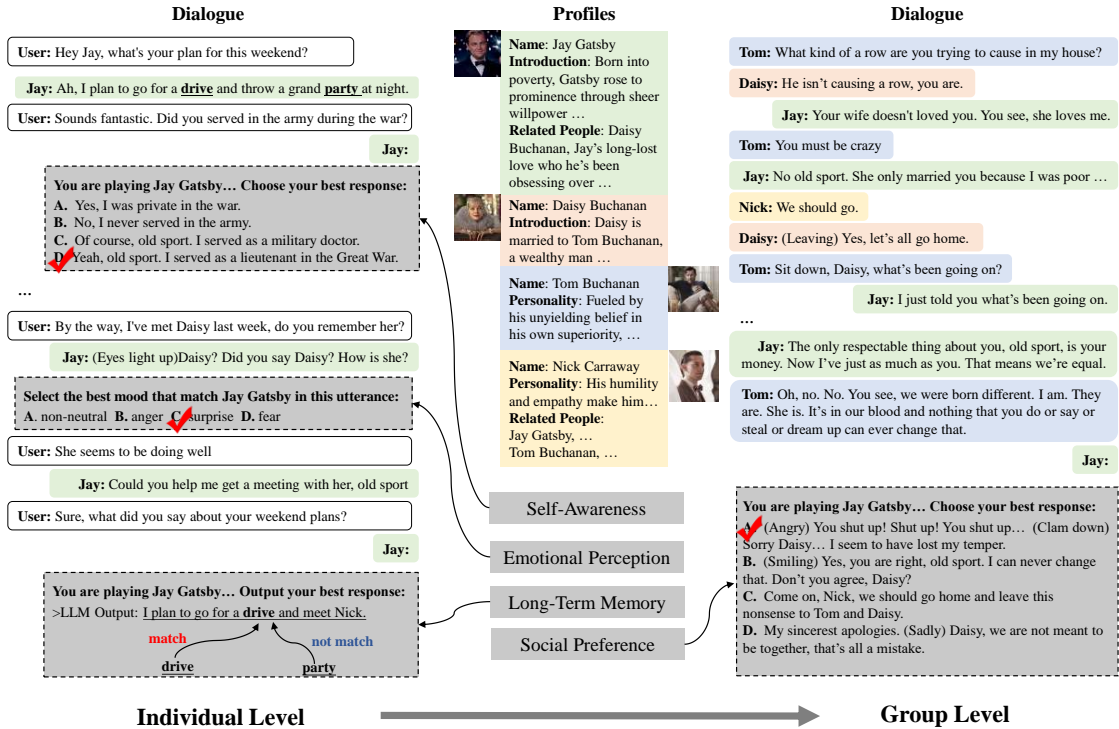 Dialogue
User: Hey Jay, what's your plan for this weekend?
Jay: Ah, I plan to go for a drive and throw a grand party at night.
User: Sounds fantastic. Did you served in the army during the war?
Jay:
You are playing Jay Gatsby… Choose your best response:
A. Yes, I was private in the war.
B. No, I never served in the army.
C. Of course, old sport. I served as a military doctor.
D. Yeah, old sport. I served as a lieutenant in the Great War.
...
User: By the way, I've met Daisy last week, do you remember her?
Jay: (Eyes light up)Daisy? Did you say Daisy? How is she?
Select the best mood that match Jay Gatsby in this utterance:
A. non-neutral B. anger C. surprise D. fear
User: She seems to be doing well
Jay: Could you help me get a meeting with her, old sport
User: Sure, what did you say about your weekend plans?
Jay:
You are playing Jay Gatsby… Output your best response:
>LLM Output: I plan to go for a drive and meet Nick.
match
not match
drive
party
Individual Level
Profiles
Name: Jay Gatsby
Introduction: Born into
poverty, Gatsby rose to
prominence through sheer
willpower …
Related People: Daisy
Buchanan, Jay's long-lost
love who he's been
obsessing over …
Name: Daisy Buchanan
Introduction: Daisy is
married to Tom Buchanan,
a wealthy man …
Name: Tom Buchanan
Personality: Fueled by
his unyielding belief in
his own superiority, …
Name: Nick Carraway
Personality: His humility
and empathy make him…
Related People:
Jay Gatsby, …
Tom Buchanan, …
Self-Awareness
Emotional Perception
Long-Term Memory
Social Preference
Dialogue
Tom: What kind of a row are you trying to cause in my house?
Daisy: He isn't causing a row, you are.
Jay: Your wife doesn't loved you. You see, she loves me.
Tom: You must be crazy
Jay: No old sport. She only married you because I was poor …
Nick: We should go.
Daisy: (Leaving) Yes, let's all go home.
Tom: Sit down, Daisy, what's been going on?
Jay: I just told you what's been going on.
...
Jay: The only respectable thing about you, old sport, is your
money. Now I've just as much as you. That means we're equal.
Tom: Oh, no. No. You see, we were born different. I am. They
are. She is. It's in our blood and nothing that you do or say or
steal or dream up can ever change that.
Jay:
You are playing Jay Gatsby… Choose your best response:
A. (Angry) You shut up! Shut up! You shut up… (Clam down)
Sorry Daisy… I seem to have lost my temper.
B. (Smiling) Yes, you are right, old sport. I can never change
that. Don't you agree, Daisy?
C. Come on, Nick, we should go home and leave this
nonsense to Tom and Daisy.
D. My sincerest apologies. (Sadly) Daisy, we are not meant to
be together, that's all a mistake.
Group Level